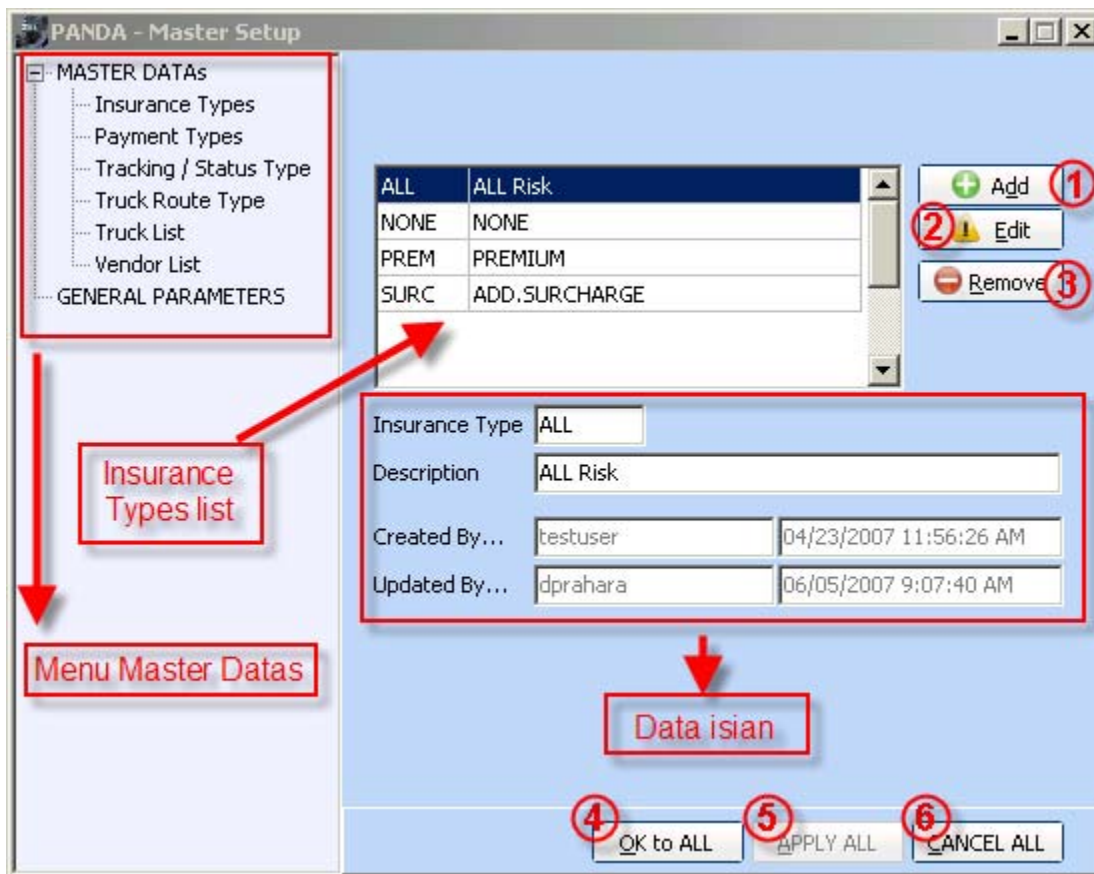 PANDA - Master Setup
MASTER DATAs
Insurance Types
Payment Types
Tracking / Status Type
Truck Route Type
Truck List
Vendor List
GENERAL PARAMETERS
ALL ALL Risk
NONE NONE
PREM PREMIUM
SURC ADD.SURCHARGE
Add 1
2 Edit
Remove 3
Insurance Type ALL
Description ALL Risk
Created By... testuser 04/23/2007 11:56:26 AM
Updated By... dprahara 06/05/2007 9:07:40 AM
Insurance
Types list
Menu Master Datas
Data isian
4 OK to ALL
5 APPLY ALL
6 CANCEL ALL